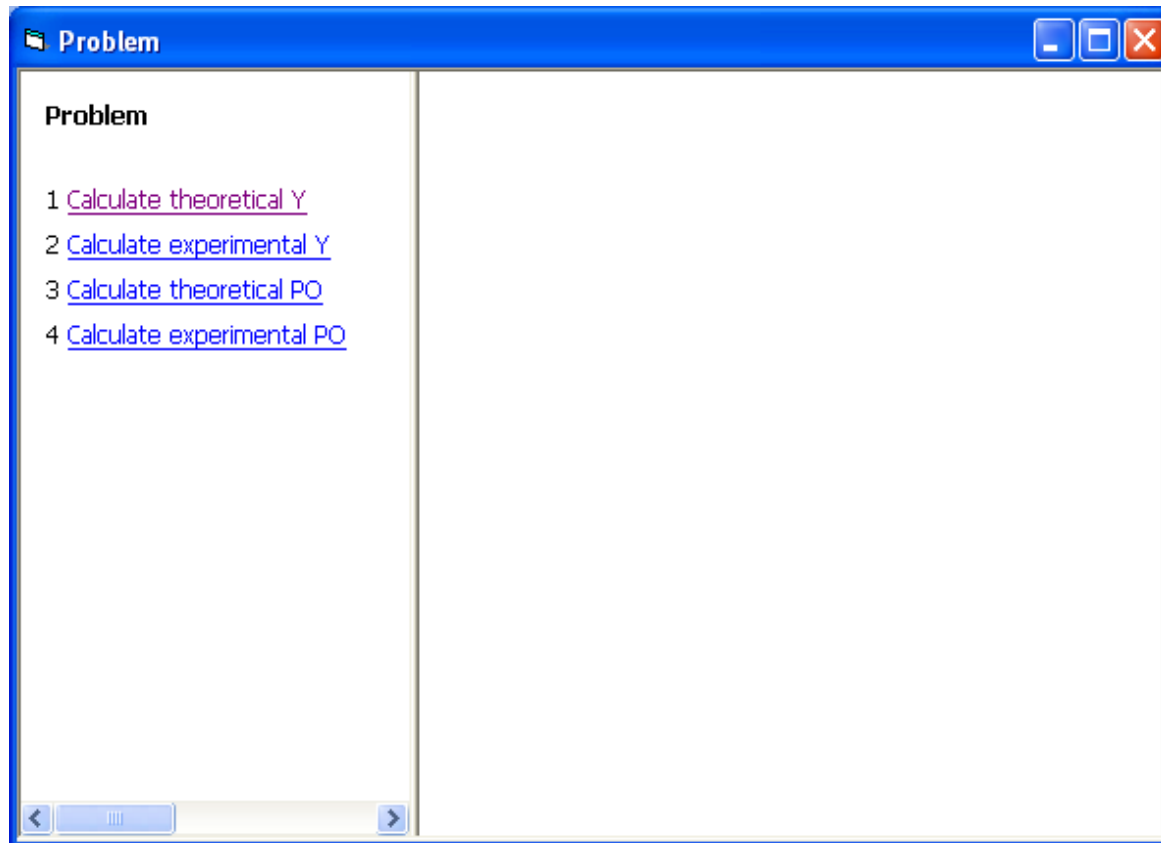 Problem
Problem
1 Calculate theoretical Y
2 Calculate experimental Y
3 Calculate theoretical PO
4 Calculate experimental PO